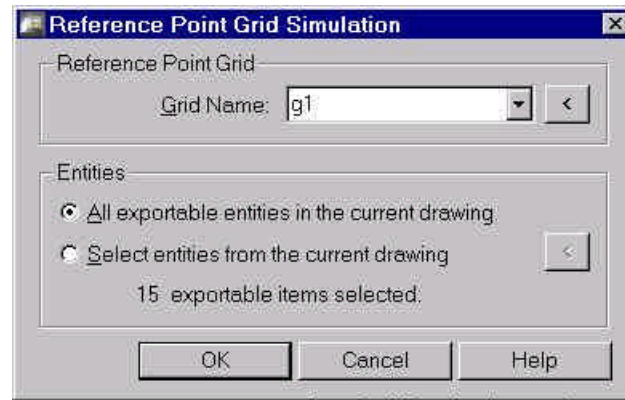 Reference Point Grid Simulation
Reference Point Grid
Grid Name: g1 <
Entities
All exportable entities in the current drawing
Select entities from the current drawing <
15 exportable items selected.
OK Cancel Help